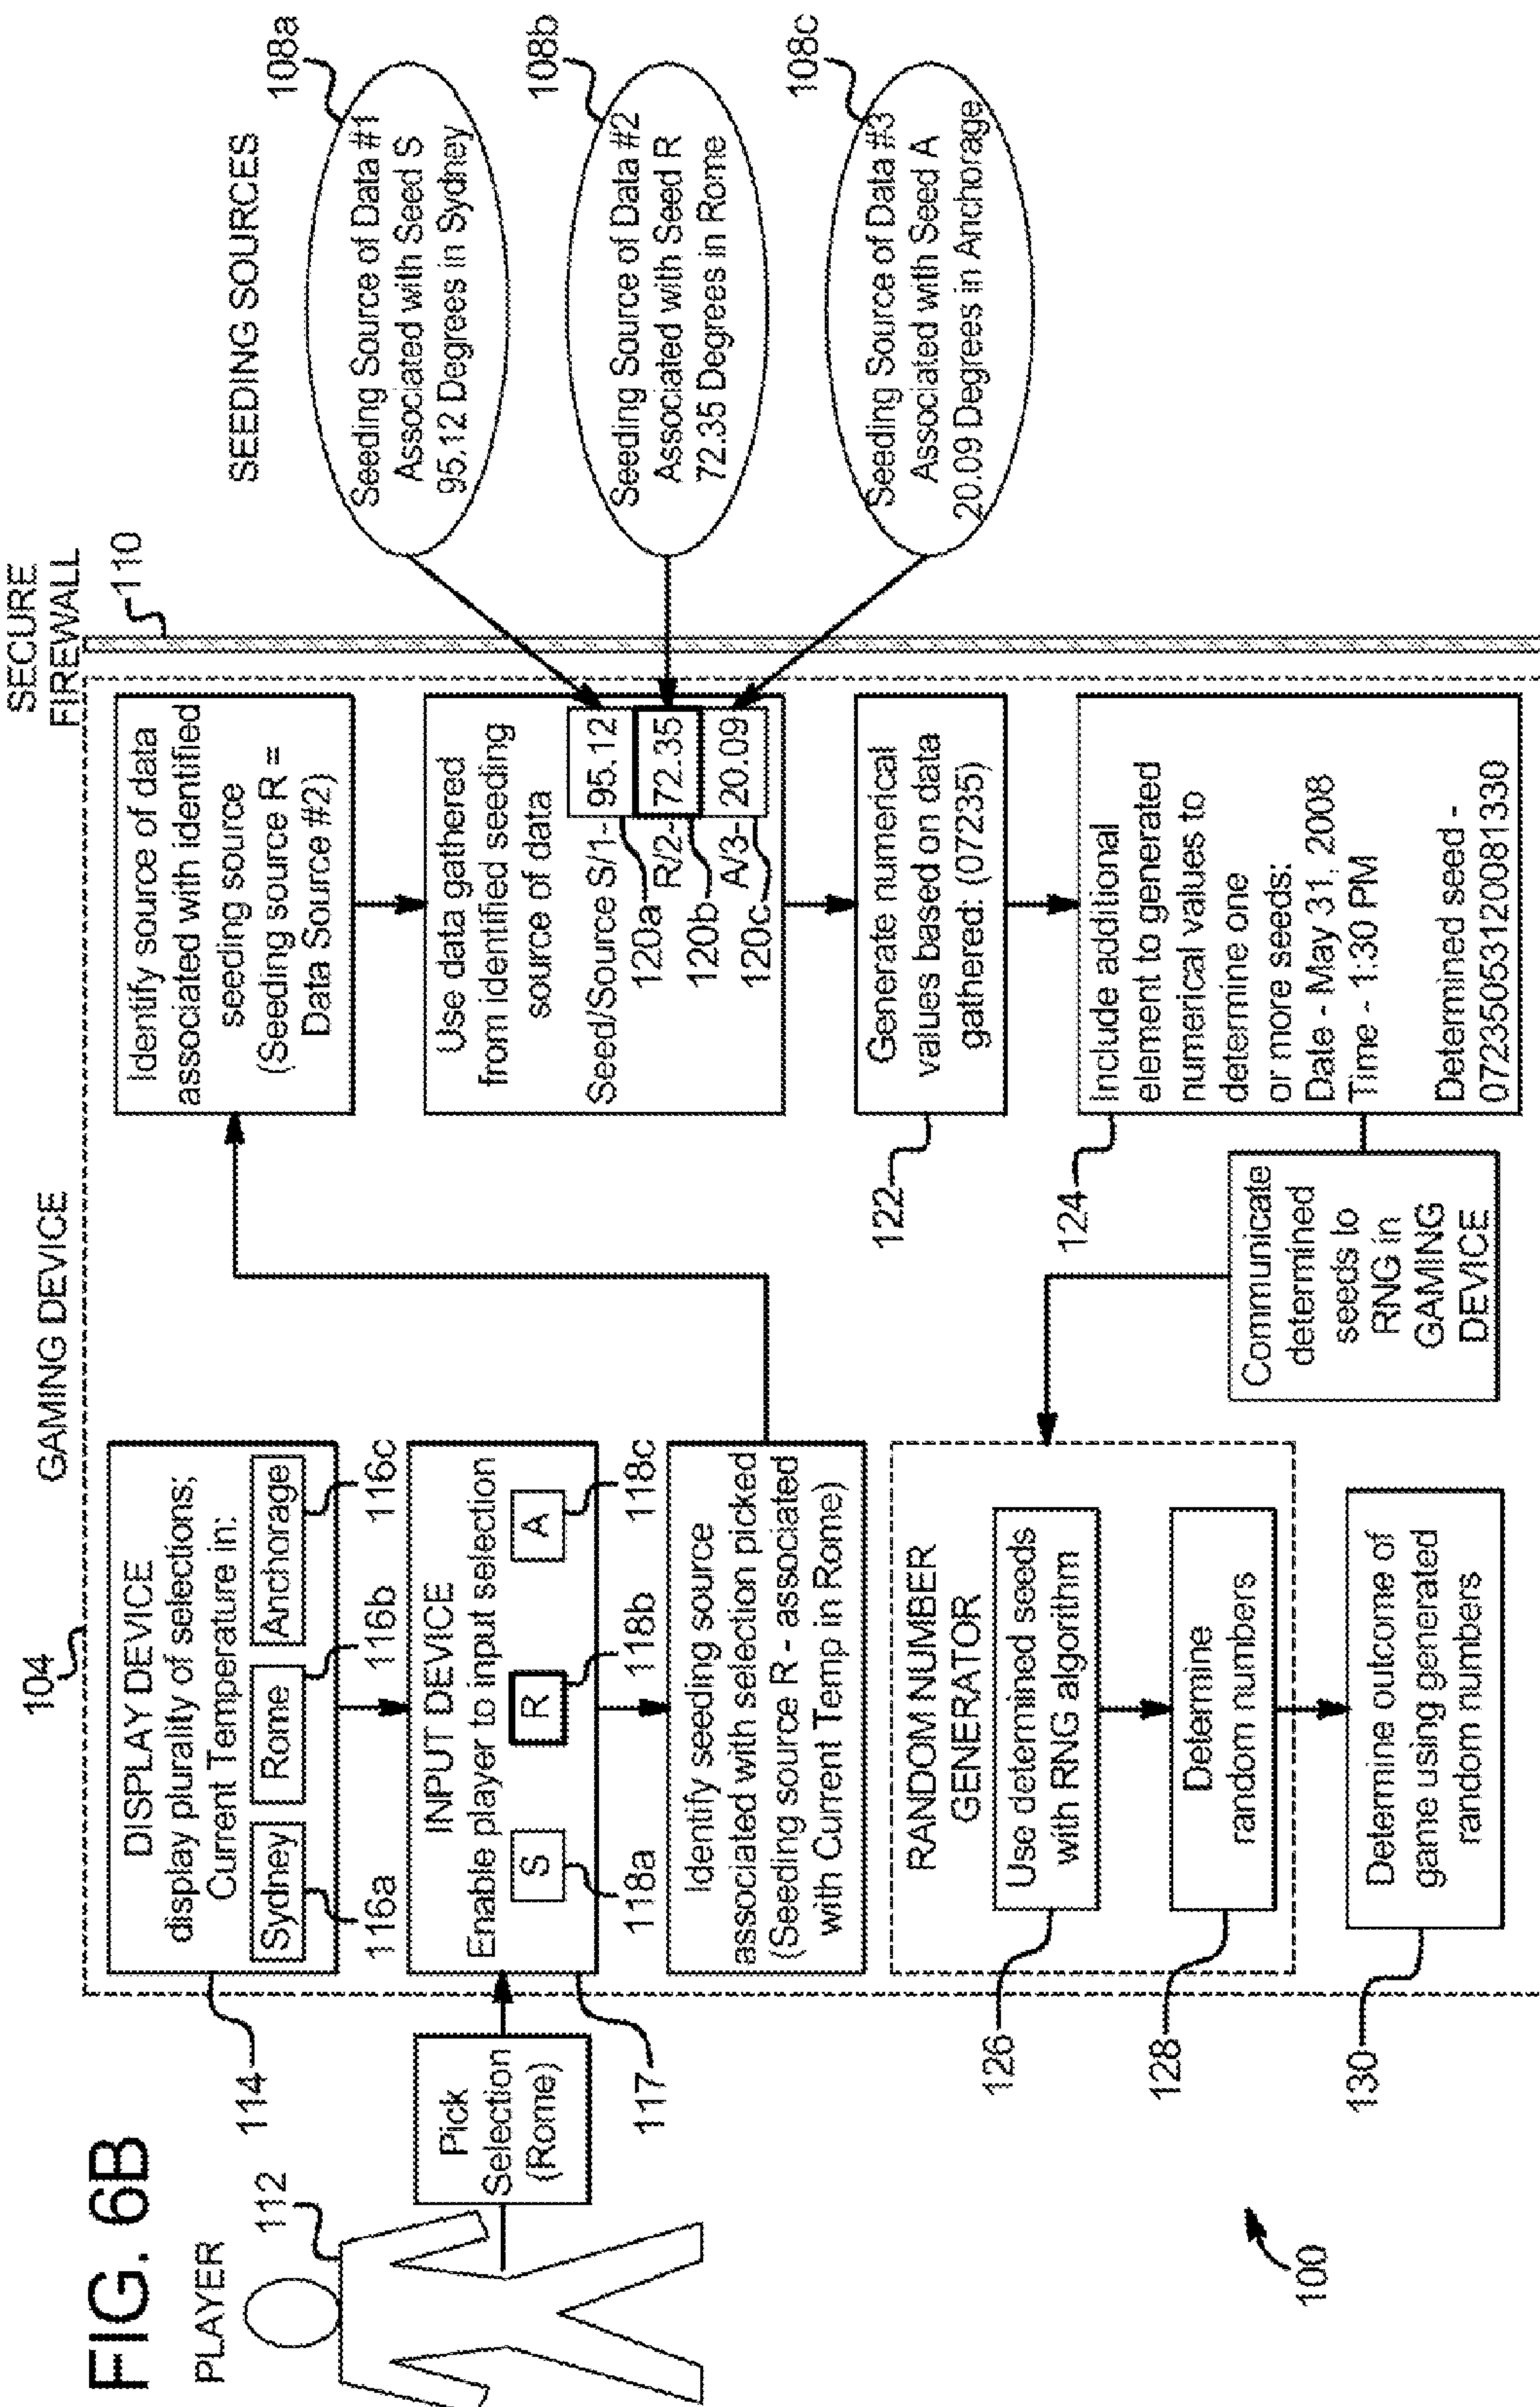 FIG. 6B
PLAYER
112
Pick
Selection
(Rome)
104
GAMING DEVICE
SECURE
FIREWALL
110
114
DISPLAY DEVICE
display plurality of selections;
Current Temperature in:
Sydney
Rome
Anchorage
116a
116b
116c
INPUT DEVICE
Enable player to input selection
S
R
A
117
118a
118b
118c
Identify seeding source
associated with selection picked
(Seeding source R - associated
with Current Temp in Rome)
Identify source of data
associated with identified
seeding source
(Seeding source R =
Data Source #2)
Use data gathered
from identified seeding
source of data
Seed/Source S/1- 95.12
120a R/2- 72.35
120b A/3- 20.09
120c
SEEDING SOURCES
108a
Seeding Source of Data #1
Associated with Seed S
95.12 Degrees in Sydney
108b
Seeding Source of Data #2
Associated with Seed R
72.35 Degrees in Rome
108c
Seeding Source of Data #3
Associated with Seed A
20.09 Degrees in Anchorage
122
Generate numerical
values based on data
gathered: (07235)
124
Include additional
element to generated
numerical values to
determine one
or more seeds:
Date - May 31, 2008
Time - 1:30 PM
Determined seed -
07235053120081330
Communicate
determined
seeds to
RNG in
GAMING
DEVICE
RANDOM NUMBER
GENERATOR
126
Use determined seeds
with RNG algorithm
128
Determine
random numbers
130
Determine outcome of
game using generated
random numbers
100